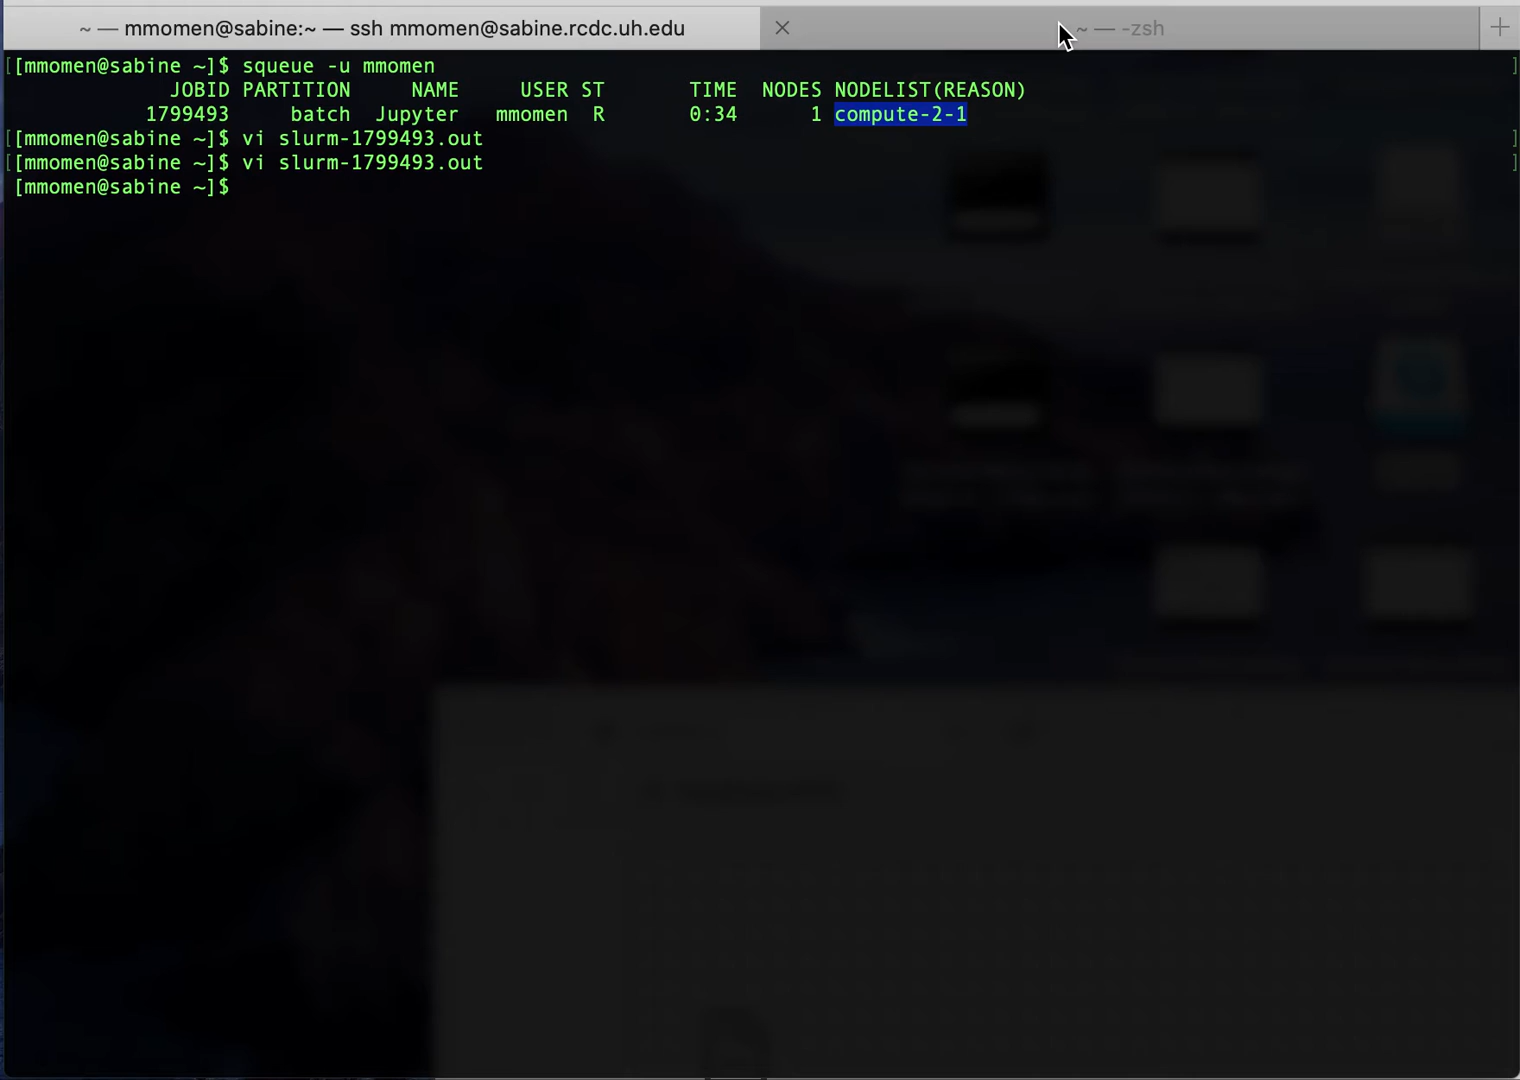 ~ — mmomen@sabine:~ — ssh mmomen@sabine.rcdc.uh.edu
~ — -zsh
[[mmomen@sabine ~]$ squeue -u mmomen ]
JOBID PARTITION NAME USER ST TIME NODES NODELIST(REASON)
1799493 batch Jupyter mmomen R 0:34 1 compute-2-1
[[mmomen@sabine ~]$ vi slurm-1799493.out ]
[[mmomen@sabine ~]$ vi slurm-1799493.out ]
[mmomen@sabine ~]$